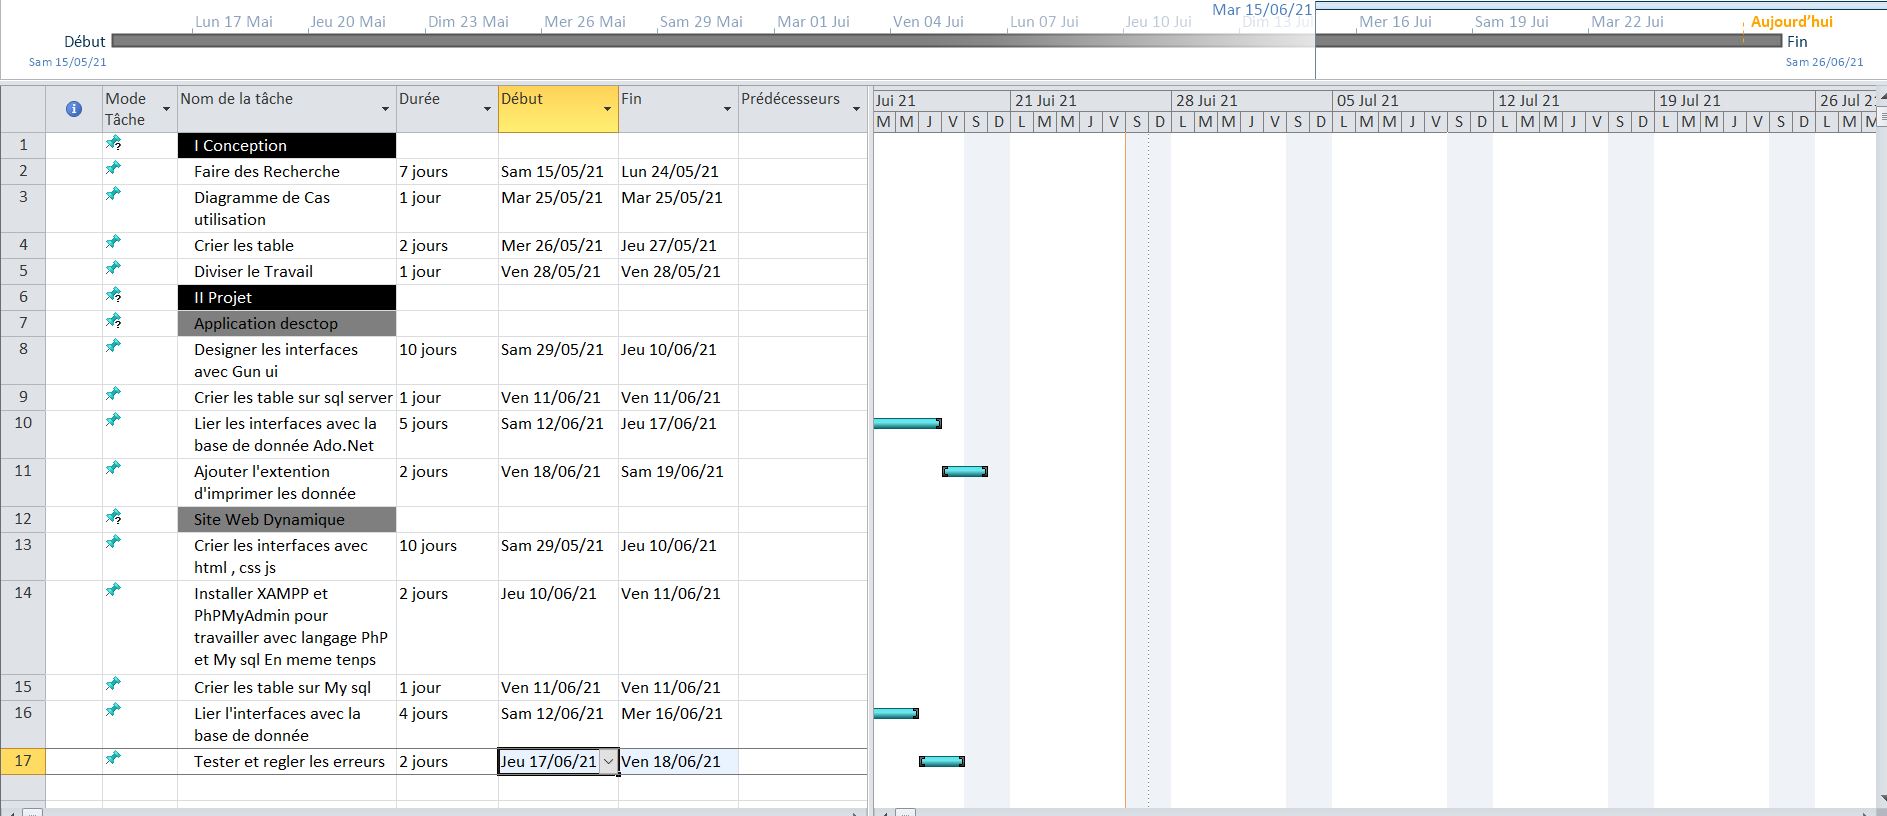 Mar 15/06/21
Lun 17 Mai Jeu 20 Mai Dim 23 Mai Mer 26 Mai Sam 29 Mai Mar 01 Jui Ven 04 Jui Lun 07 Jui Jeu 10 Jui Dim 13 Jui Mer 16 Jui Sam 19 Jui Mar 22 Jui Aujourd'hui
Début Fin
Sam 15/05/21 Sam 26/06/21
Mode Tâche Nom de la tâche Durée Début Fin Prédécesseurs
Jui 21 21 Jui 21 28 Jui 21 05 Jul 21 12 Jul 21 19 Jul 21 26 Jul 2
M M J V S D L M M J V S D L M M J V S D L M M J V S D L M M J V S D L M M J V S D L M M
1 I Conception
2 Faire des Recherche 7 jours Sam 15/05/21 Lun 24/05/21
3 Diagramme de Cas 1 jour Mar 25/05/21 Mar 25/05/21
utilisation
4 Crier les table 2 jours Mer 26/05/21 Jeu 27/05/21
5 Diviser le Travail 1 jour Ven 28/05/21 Ven 28/05/21
6 II Projet
7 Application desctop
8 Designer les interfaces 10 jours Sam 29/05/21 Jeu 10/06/21
avec Gun ui
9 Crier les table sur sql server 1 jour Ven 11/06/21 Ven 11/06/21
10 Lier les interfaces avec la 5 jours Sam 12/06/21 Jeu 17/06/21
base de donnée Ado.Net
11 Ajouter l'extention 2 jours Ven 18/06/21 Sam 19/06/21
d'imprimer les donnée
12 Site Web Dynamique
13 Crier les interfaces avec 10 jours Sam 29/05/21 Jeu 10/06/21
html , css js
14 Installer XAMPP et 2 jours Jeu 10/06/21 Ven 11/06/21
PhPMyAdmin pour
travailler avec langage PhP
et My sql En meme tenps
15 Crier les table sur My sql 1 jour Ven 11/06/21 Ven 11/06/21
16 Lier l'interfaces avec la 4 jours Sam 12/06/21 Mer 16/06/21
base de donnée
17 Tester et regler les erreurs 2 jours Jeu 17/06/21 Ven 18/06/21